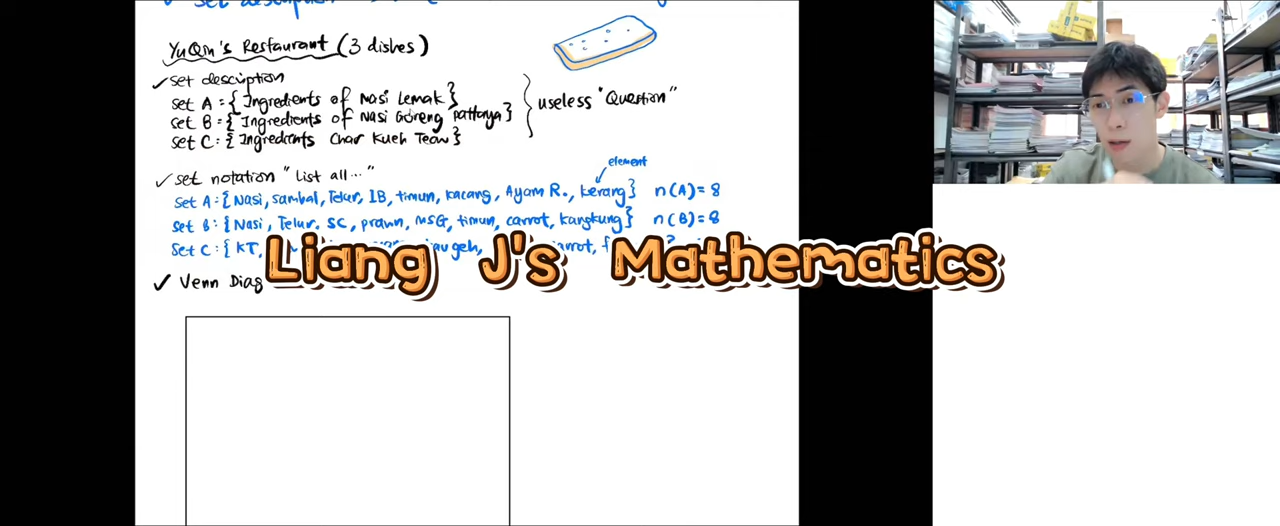 set description
YuQin's Restaurant (3 dishes)
✓ set description
set A = { Ingredients of Nasi Lemak }
set B = { Ingredients of Nasi Goreng Pattaya }
set C : { Ingredients Char Kueh Teow }
useless "Question"
✓ set notation "List all..."
element
set A : { Nasi, sambal, Telur, IB, timun, kacang, Ayam R., kerang } n(A) = 8
set B : { Nasi, Telur, SC, prawn, MSG, timun, carrot, kangkung } n(B) = 8
set C : { KT,
Liang J's Mathematics
✓ Venn Diag